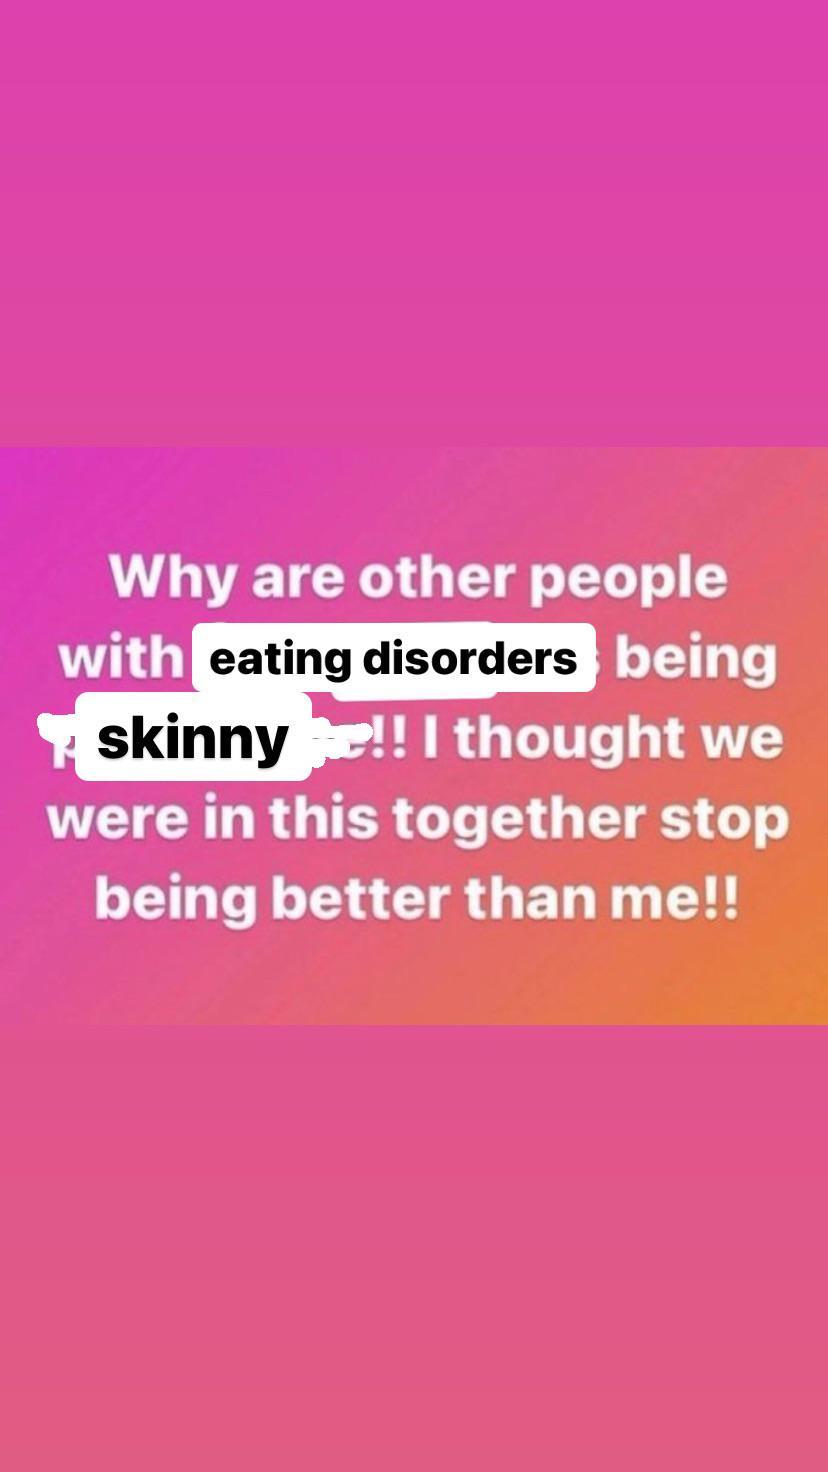 Why are other people
with eating disorders being
skinny !! I thought we
were in this together stop
being better than me!!